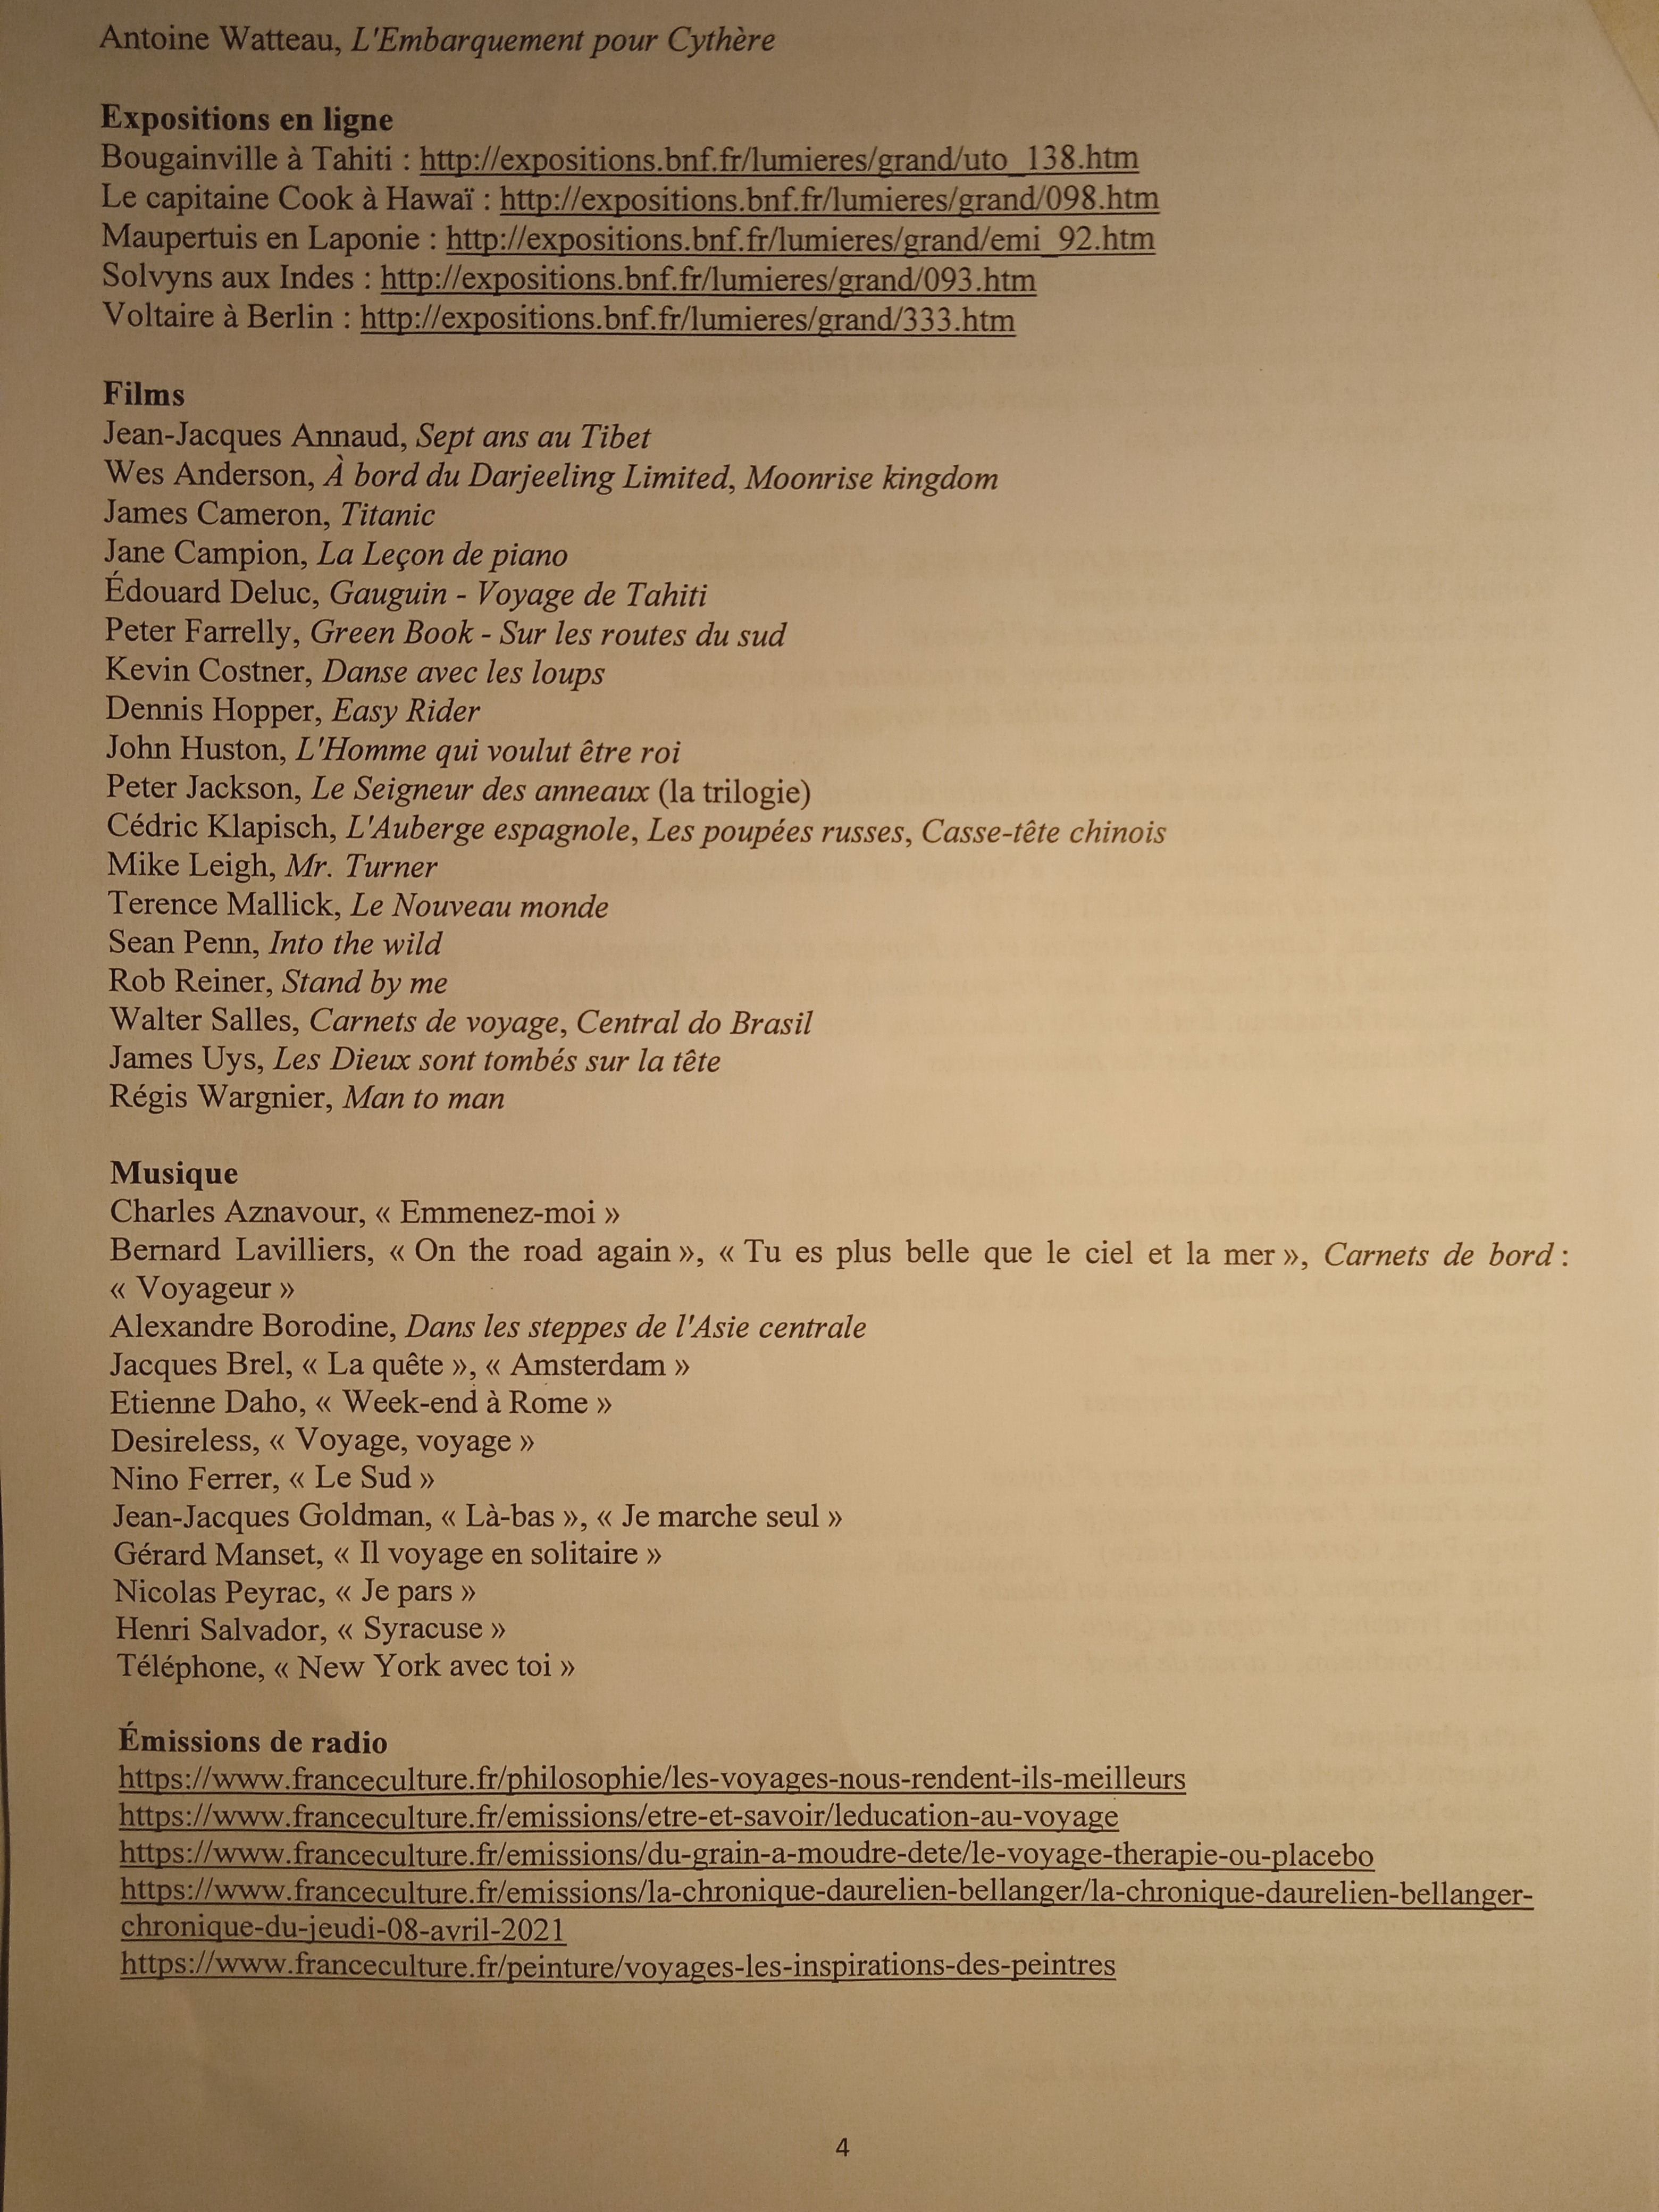 Antoine Watteau, L'Embarquement pour Cythère
Expositions en ligne
Bougainville à Tahiti : http://expositions.bnf.fr/lumieres/grand/uto_138.htm
Le capitaine Cook à Hawaï : http://expositions.bnf.fr/lumieres/grand/098.htm
Maupertuis en Laponie : http://expositions.bnf.fr/lumieres/grand/emi_92.htm
Solvyns aux Indes : http://expositions.bnf.fr/lumieres/grand/093.htm
Voltaire à Berlin : http://expositions.bnf.fr/lumieres/grand/333.htm
Films
Jean-Jacques Annaud, Sept ans au Tibet
Wes Anderson, À bord du Darjeeling Limited, Moonrise kingdom
James Cameron, Titanic
Jane Campion, La Leçon de piano
Édouard Deluc, Gauguin - Voyage de Tahiti
Peter Farrelly, Green Book - Sur les routes du sud
Kevin Costner, Danse avec les loups
Dennis Hopper, Easy Rider
John Huston, L'Homme qui voulut être roi
Peter Jackson, Le Seigneur des anneaux (la trilogie)
Cédric Klapisch, L'Auberge espagnole, Les poupées russes, Casse-tête chinois
Mike Leigh, Mr. Turner
Terence Mallick, Le Nouveau monde
Sean Penn, Into the wild
Rob Reiner, Stand by me
Walter Salles, Carnets de voyage, Central do Brasil
James Uys, Les Dieux sont tombés sur la tête
Régis Wargnier, Man to man
Musique
Charles Aznavour, « Emmenez-moi »
Bernard Lavilliers, « On the road again », « Tu es plus belle que le ciel et la mer », Carnets de bord :
« Voyageur »
Alexandre Borodine, Dans les steppes de l'Asie centrale
Jacques Brel, « La quête », « Amsterdam »
Etienne Daho, « Week-end à Rome »
Desireless, « Voyage, voyage »
Nino Ferrer, « Le Sud »
Jean-Jacques Goldman, « Là-bas », « Je marche seul »
Gérard Manset, « Il voyage en solitaire »
Nicolas Peyrac, « Je pars »
Henri Salvador, « Syracuse »
Téléphone, « New York avec toi »
Émissions de radio
https://www.franceculture.fr/philosophie/les-voyages-nous-rendent-ils-meilleurs
https://www.franceculture.fr/emissions/etre-et-savoir/leducation-au-voyage
https://www.franceculture.fr/emissions/du-grain-a-moudre-dete/le-voyage-therapie-ou-placebo
https://www.franceculture.fr/emissions/la-chronique-daurelien-bellanger/la-chronique-daurelien-bellanger-
chronique-du-jeudi-08-avril-2021
https://www.franceculture.fr/peinture/voyages-les-inspirations-des-peintres
4